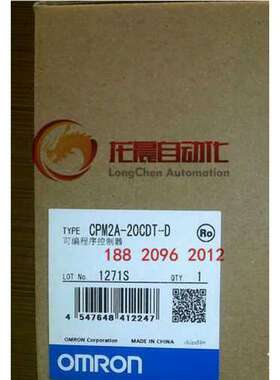 龙晨自动化
LongChen Automation
TYPE CPM2A-20CDT-D
可编程序控制器
Ro
188 2096 2012
LOT No. 1271S QTY 1
4 547648 412247
OMRON Corporation MADE IN CHINA
OMRON